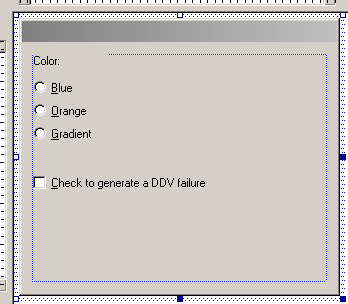 Color:
Blue
Orange
Gradient
Check to generate a DDV failure